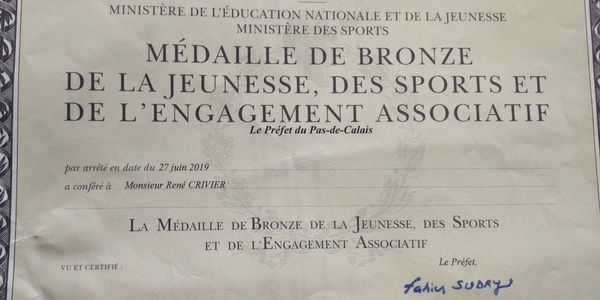 MINISTÈRE DE L'ÉDUCATION NATIONALE ET DE LA JEUNESSE
MINISTÈRE DES SPORTS
MÉDAILLE DE BRONZE
DE LA JEUNESSE, DES SPORTS ET
DE L'ENGAGEMENT ASSOCIATIF
Le Préfet du Pas-de-Calais
par arrêté en date du 27 juin 2019
a conféré à Monsieur René CRIVIER
LA MÉDAILLE DE BRONZE DE LA JEUNESSE, DES SPORTS
ET DE L'ENGAGEMENT ASSOCIATIF
VU ET CERTIFIÉ : Le Préfet,